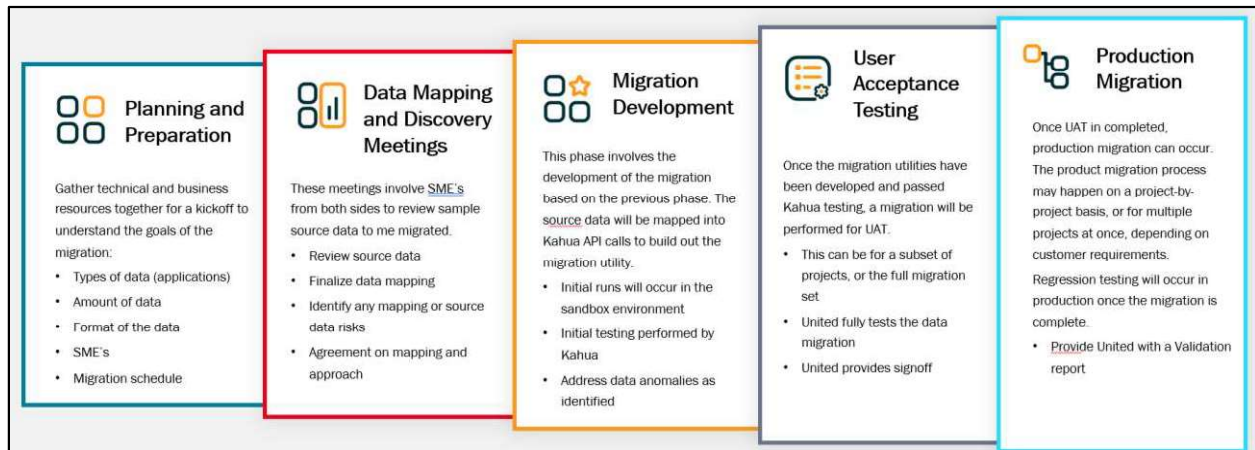 Planning and
Preparation
Gather technical and business
resources together for a kickoff to
understand the goals of the
migration:
• Types of data (applications)
• Amount of data
• Format of the data
• SME's
• Migration schedule
Data Mapping
and Discovery
Meetings
These meetings involve SME's
from both sides to review sample
source data to me migrated.
• Review source data
• Finalize data mapping
• Identify any mapping or source
data risks
• Agreement on mapping and
approach
Migration
Development
This phase involves the
development of the migration
based on the previous phase. The
source data will be mapped into
Kahua API calls to build out the
migration utility.
• Initial runs will occur in the
sandbox environment
• Initial testing performed by
Kahua
• Address data anomalies as
identified
User
Acceptance
Testing
Once the migration utilities have
been developed and passed
Kahua testing, a migration will be
performed for UAT.
• This can be for a subset of
projects, or the full migration
set
• United fully tests the data
migration
• United provides signoff
Production
Migration
Once UAT in completed,
production migration can occur.
The product migration process
may happen on a project-by-
project basis, or for multiple
projects at once, depending on
customer requirements.
Regression testing will occur in
production once the migration is
complete.
• Provide United with a Validation
report